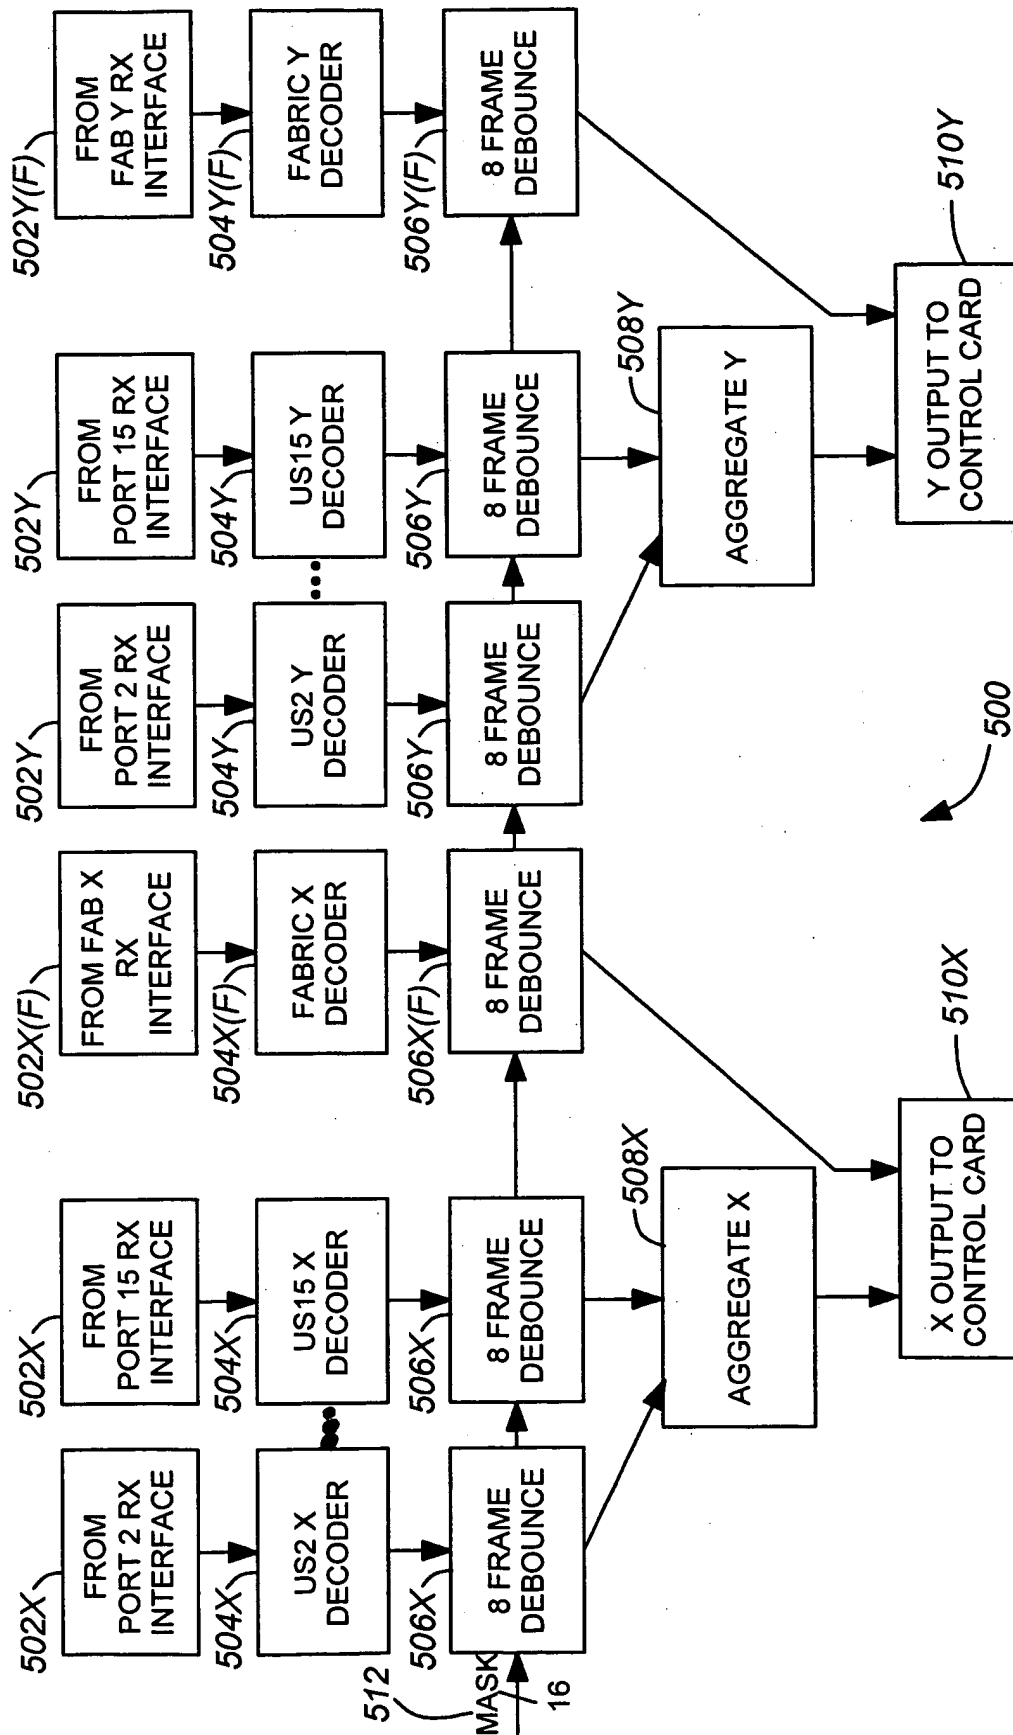 502X
FROM
PORT 2 RX
INTERFACE
502X
FROM
PORT 15 RX
INTERFACE
502X(F)
FROM FAB X
RX
INTERFACE
502Y
FROM
PORT 2 RX
INTERFACE
502Y
FROM
PORT 15 RX
INTERFACE
502Y(F)
FROM
FAB Y RX
INTERFACE
504X
US2 X
DECODER
504X
US15 X
DECODER
504X(F)
FABRIC X
DECODER
504Y
US2 Y
DECODER
504Y
US15 Y
DECODER
504Y(F)
FABRIC Y
DECODER
512
MASK
16
506X
8 FRAME
DEBOUNCE
506X
8 FRAME
DEBOUNCE
506X(F)
8 FRAME
DEBOUNCE
506Y
8 FRAME
DEBOUNCE
506Y
8 FRAME
DEBOUNCE
506Y(F)
8 FRAME
DEBOUNCE
508X
AGGREGATE X
508Y
AGGREGATE Y
510X
X OUTPUT TO
CONTROL CARD
500
510Y
Y OUTPUT TO
CONTROL CARD